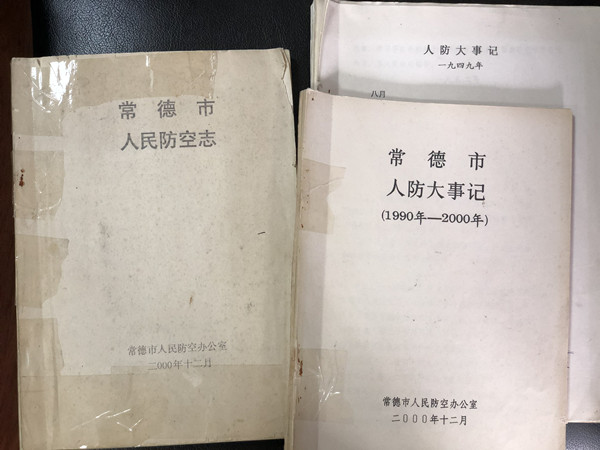 常德市
人民防空志
常德市人民防空办公室
二000年十二月
人防大事记
一九四九年
八月
常德市
人防大事记
(1990年—2000年)
常德市人民防空办公室
二000年十二月